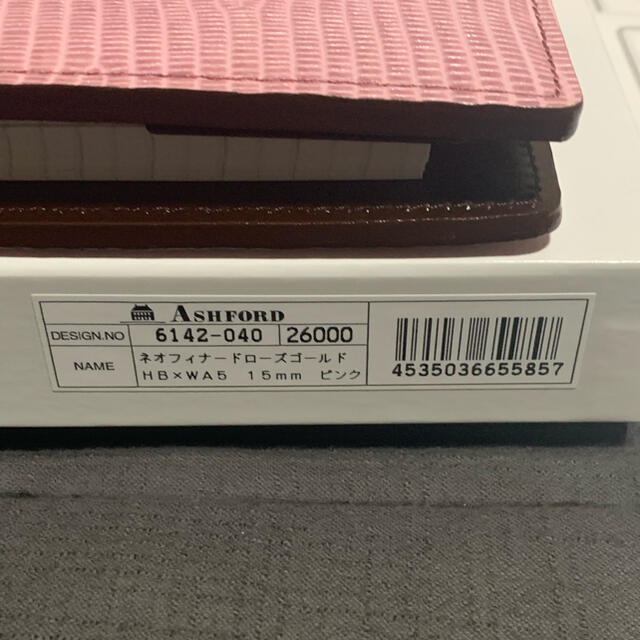 ASHFORD
DESIGN.NO 6142-040 26000
NAME ネオフィナードローズゴールド
HB×WA5 15mm ピンク
4535036655857